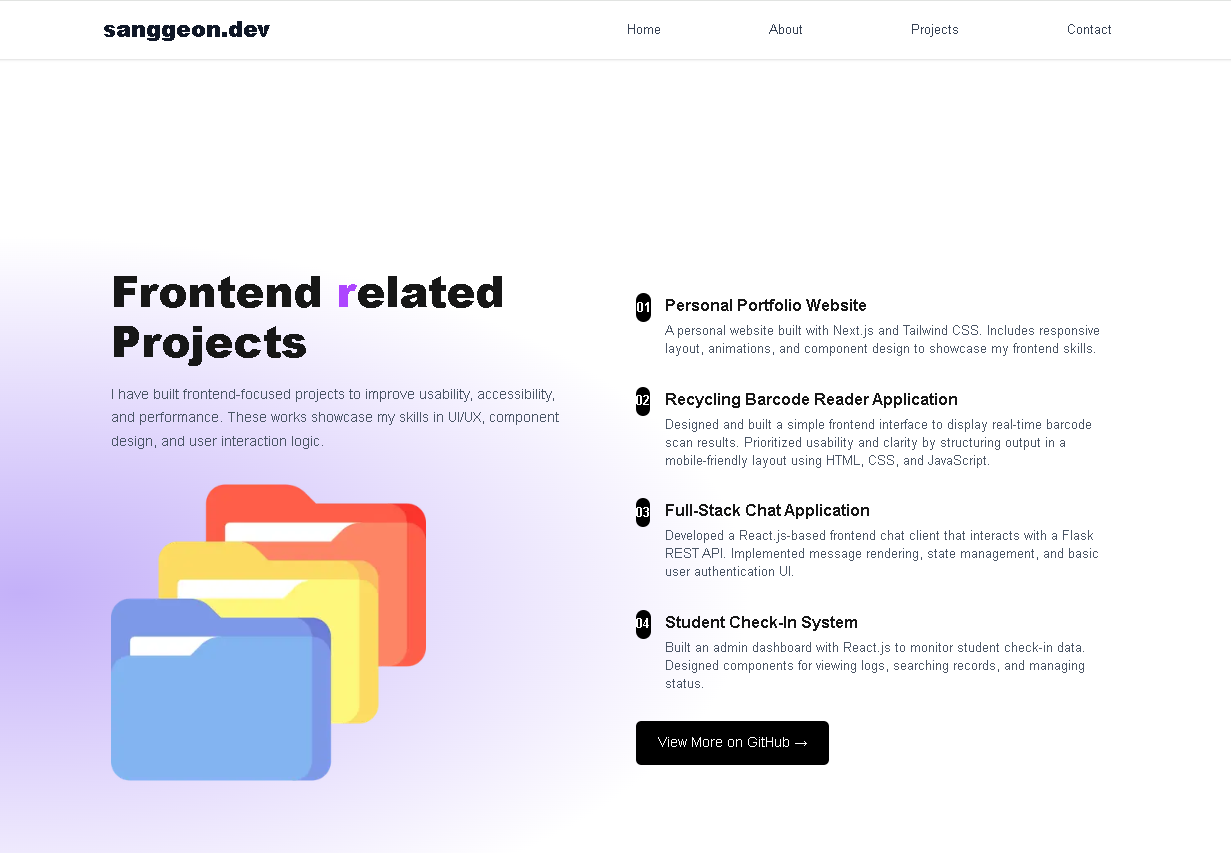 sanggeon.dev
Home
About
Projects
Contact
Frontend related
Projects
I have built frontend-focused projects to improve usability, accessibility,
and performance. These works showcase my skills in UI/UX, component
design, and user interaction logic.
01
Personal Portfolio Website
A personal website built with Next.js and Tailwind CSS. Includes responsive
layout, animations, and component design to showcase my frontend skills.
02
Recycling Barcode Reader Application
Designed and built a simple frontend interface to display real-time barcode
scan results. Prioritized usability and clarity by structuring output in a
mobile-friendly layout using HTML, CSS, and JavaScript.
03
Full-Stack Chat Application
Developed a React.js-based frontend chat client that interacts with a Flask
REST API. Implemented message rendering, state management, and basic
user authentication UI.
04
Student Check-In System
Built an admin dashboard with React.js to monitor student check-in data.
Designed components for viewing logs, searching records, and managing
status.
View More on GitHub →